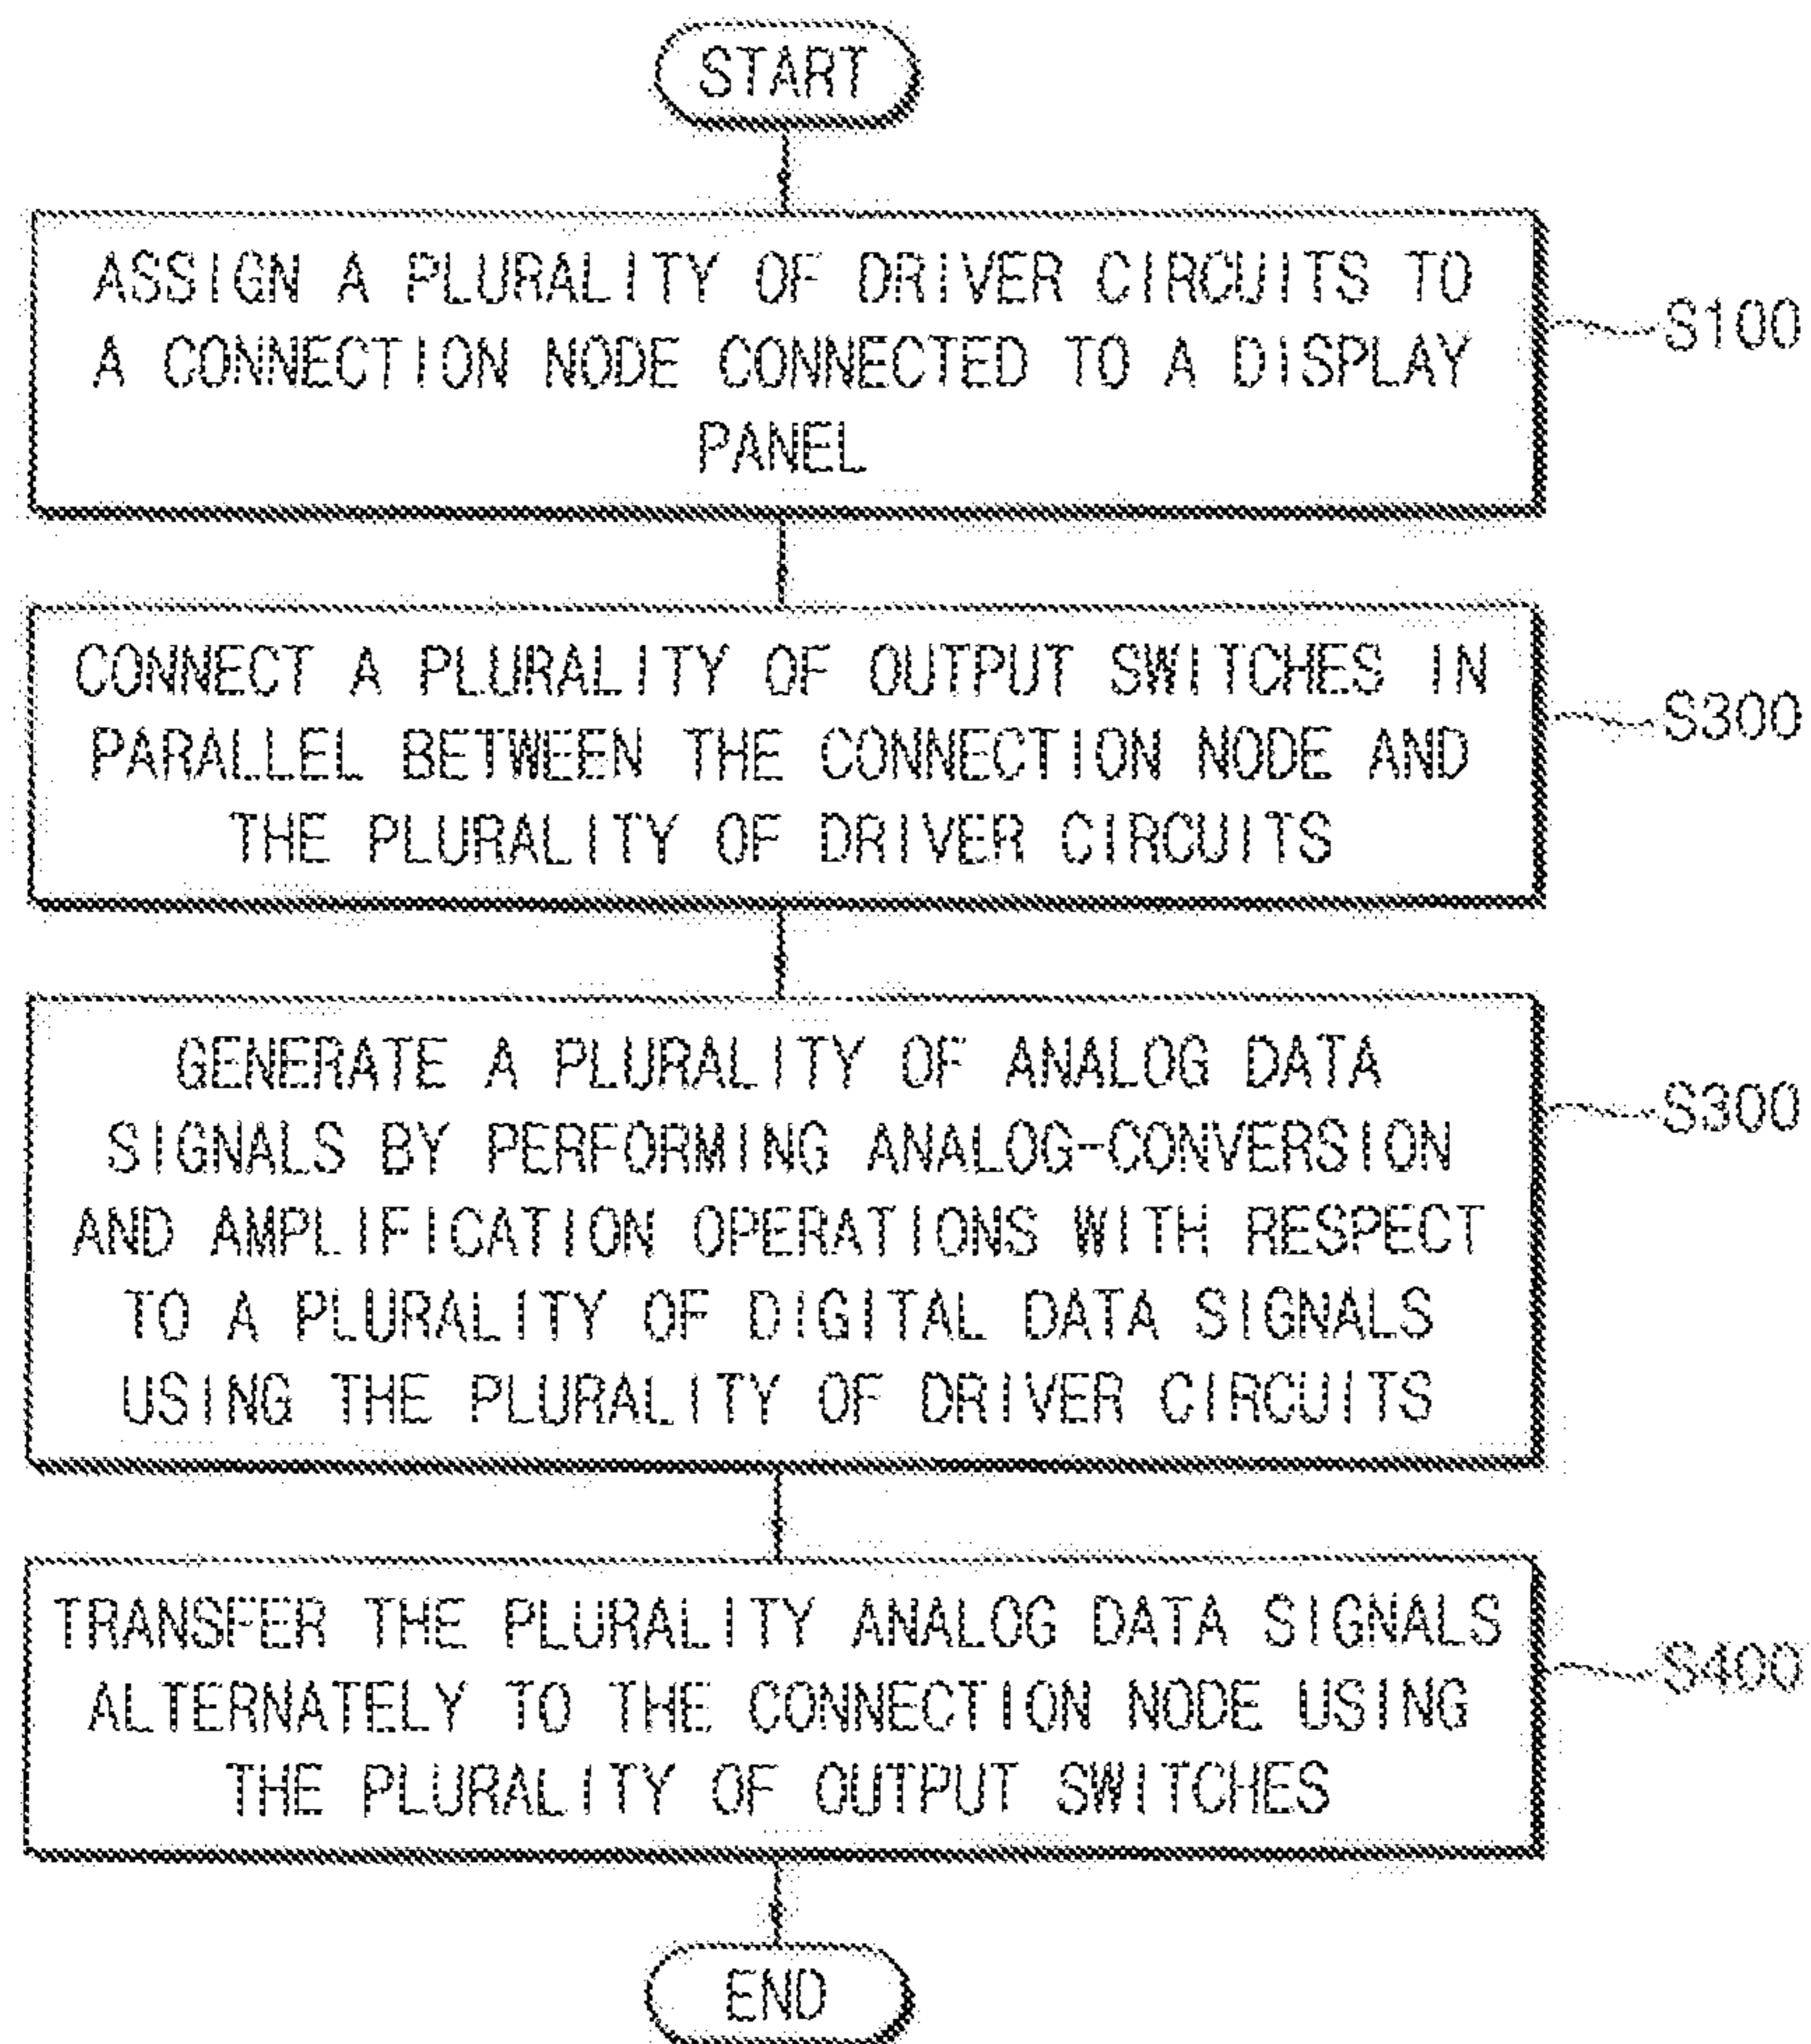 START
ASSIGN A PLURALITY OF DRIVER CIRCUITS TO
A CONNECTION NODE CONNECTED TO A DISPLAY
PANEL
S100
CONNECT A PLURALITY OF OUTPUT SWITCHES IN
PARALLEL BETWEEN THE CONNECTION NODE AND
THE PLURALITY OF DRIVER CIRCUITS
S300
GENERATE A PLURALITY OF ANALOG DATA
SIGNALS BY PERFORMING ANALOG-CONVERSION
AND AMPLIFICATION OPERATIONS WITH RESPECT
TO A PLURALITY OF DIGITAL DATA SIGNALS
USING THE PLURALITY OF DRIVER CIRCUITS
S300
TRANSFER THE PLURALITY ANALOG DATA SIGNALS
ALTERNATELY TO THE CONNECTION NODE USING
THE PLURALITY OF OUTPUT SWITCHES
S400
END